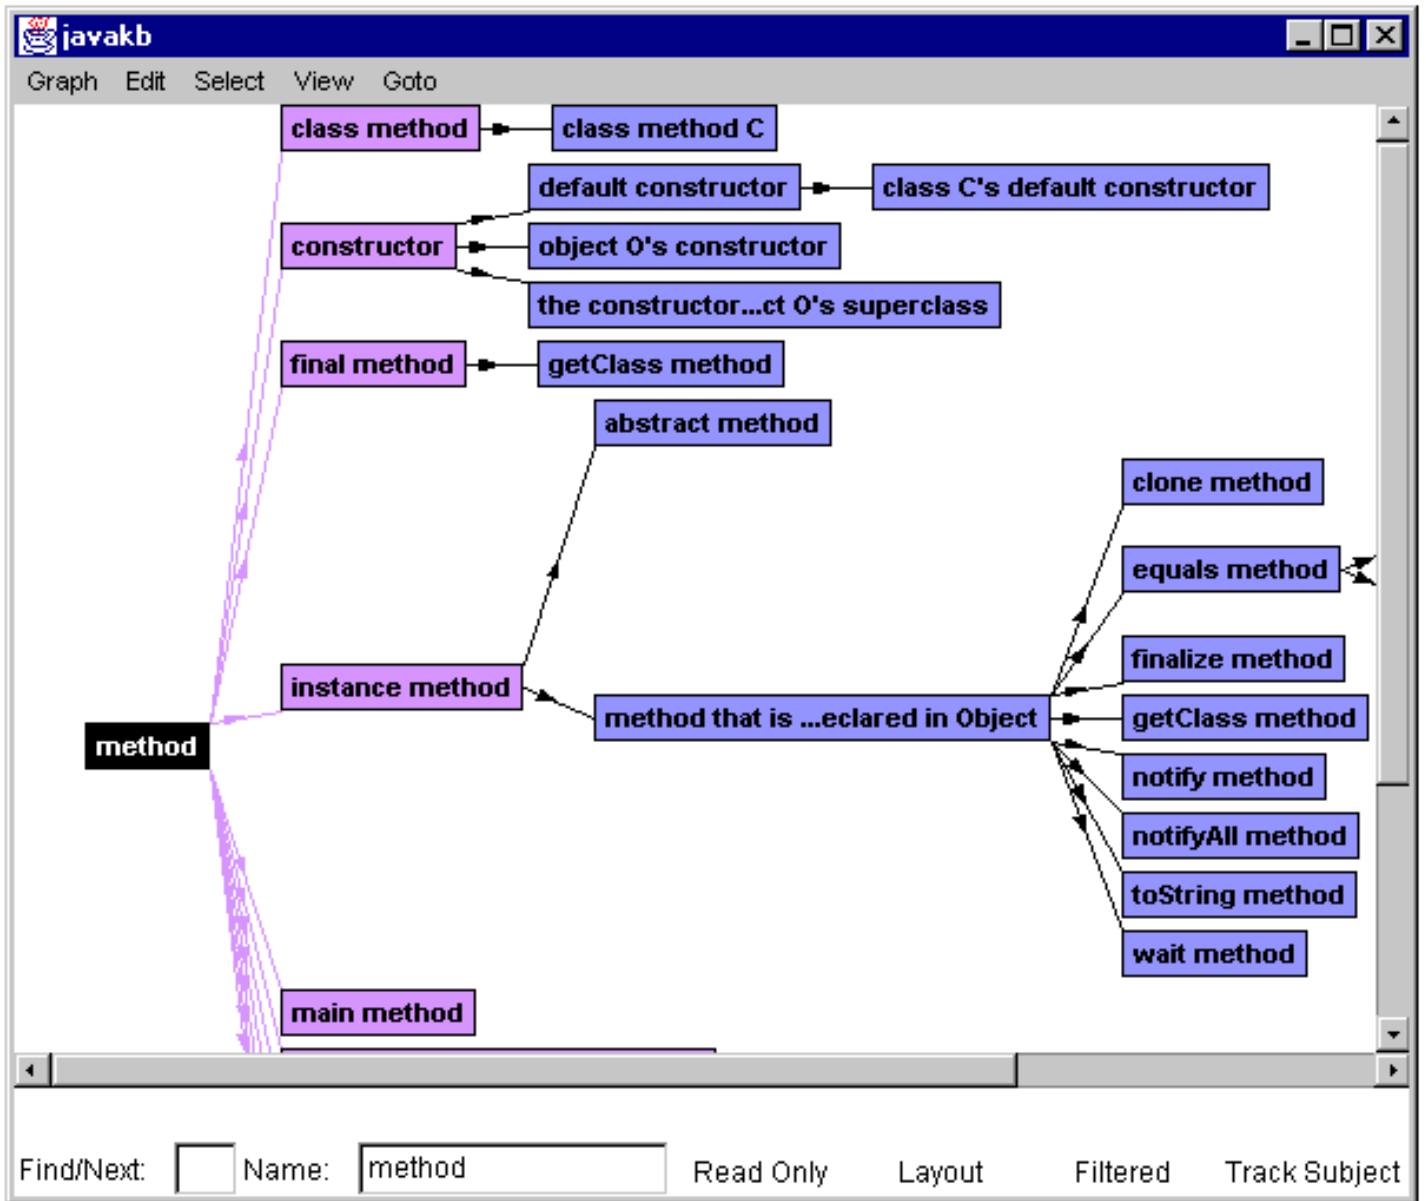 javakb
Graph Edit Select View Goto
class method
class method C
default constructor
class C's default constructor
constructor
object O's constructor
the constructor...ct O's superclass
final method
getClass method
abstract method
clone method
equals method
finalize method
instance method
method that is ...eclared in Object
getClass method
method
notify method
notifyAll method
toString method
wait method
main method
Find/Next: Name: method Read Only Layout Filtered Track Subject